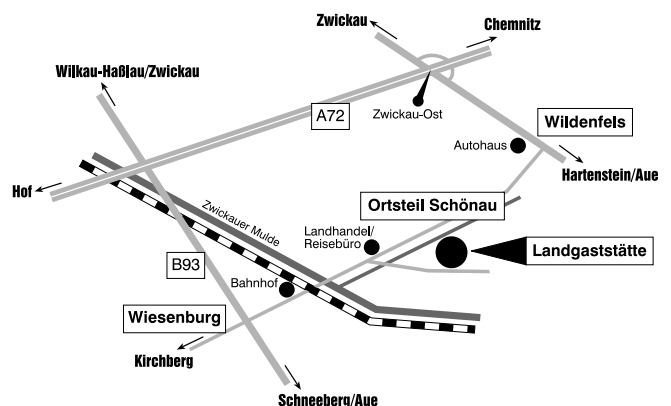 Zwickau
Chemnitz
Wilkau-Haßlau/Zwickau
A72
Zwickau-Ost
Wildenfels
Autohaus
Hof
Hartenstein/Aue
Zwickauer Mulde
Ortsteil Schönau
Landhandel/
Reisebüro
Landgaststätte
B93
Bahnhof
Wiesenburg
Kirchberg
Schneeberg/Aue